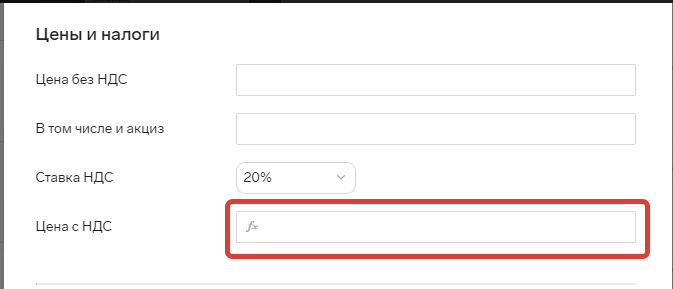 Цены и налоги
Цена без НДС
В том числе и акциз
Ставка НДС 20%
Цена с НДС fx